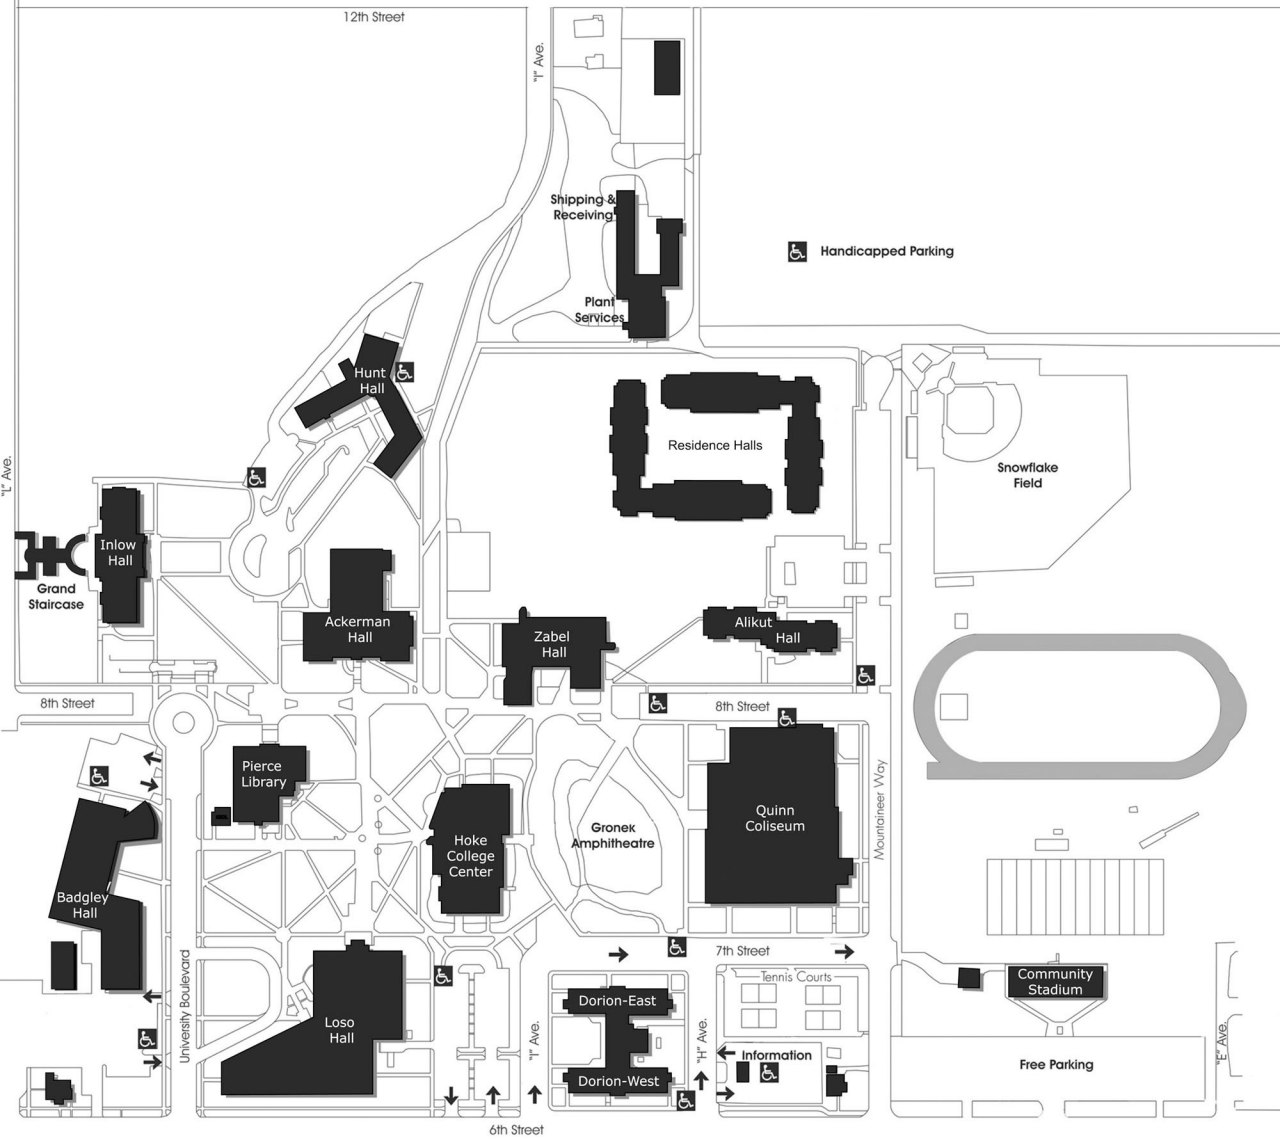 12th Street
"I" Ave.
Shipping &
Receiving
Handicapped Parking
Plant
Services
Hunt
Hall
Residence Halls
"L" Ave.
Snowflake
Field
Inlow
Hall
Grand
Staircase
Ackerman
Hall
Zabel
Hall
Alikut
Hall
8th Street
8th Street
Pierce
Library
Quinn
Coliseum
Mountaineer Way
Gronek
Amphitheatre
Hoke
College
Center
Badgley
Hall
7th Street
University Boulevard
Tennis Courts
Community
Stadium
Dorion-East
Loso
Hall
"I" Ave.
"H" Ave.
"E" Ave.
Information
Free Parking
Dorion-West
6th Street